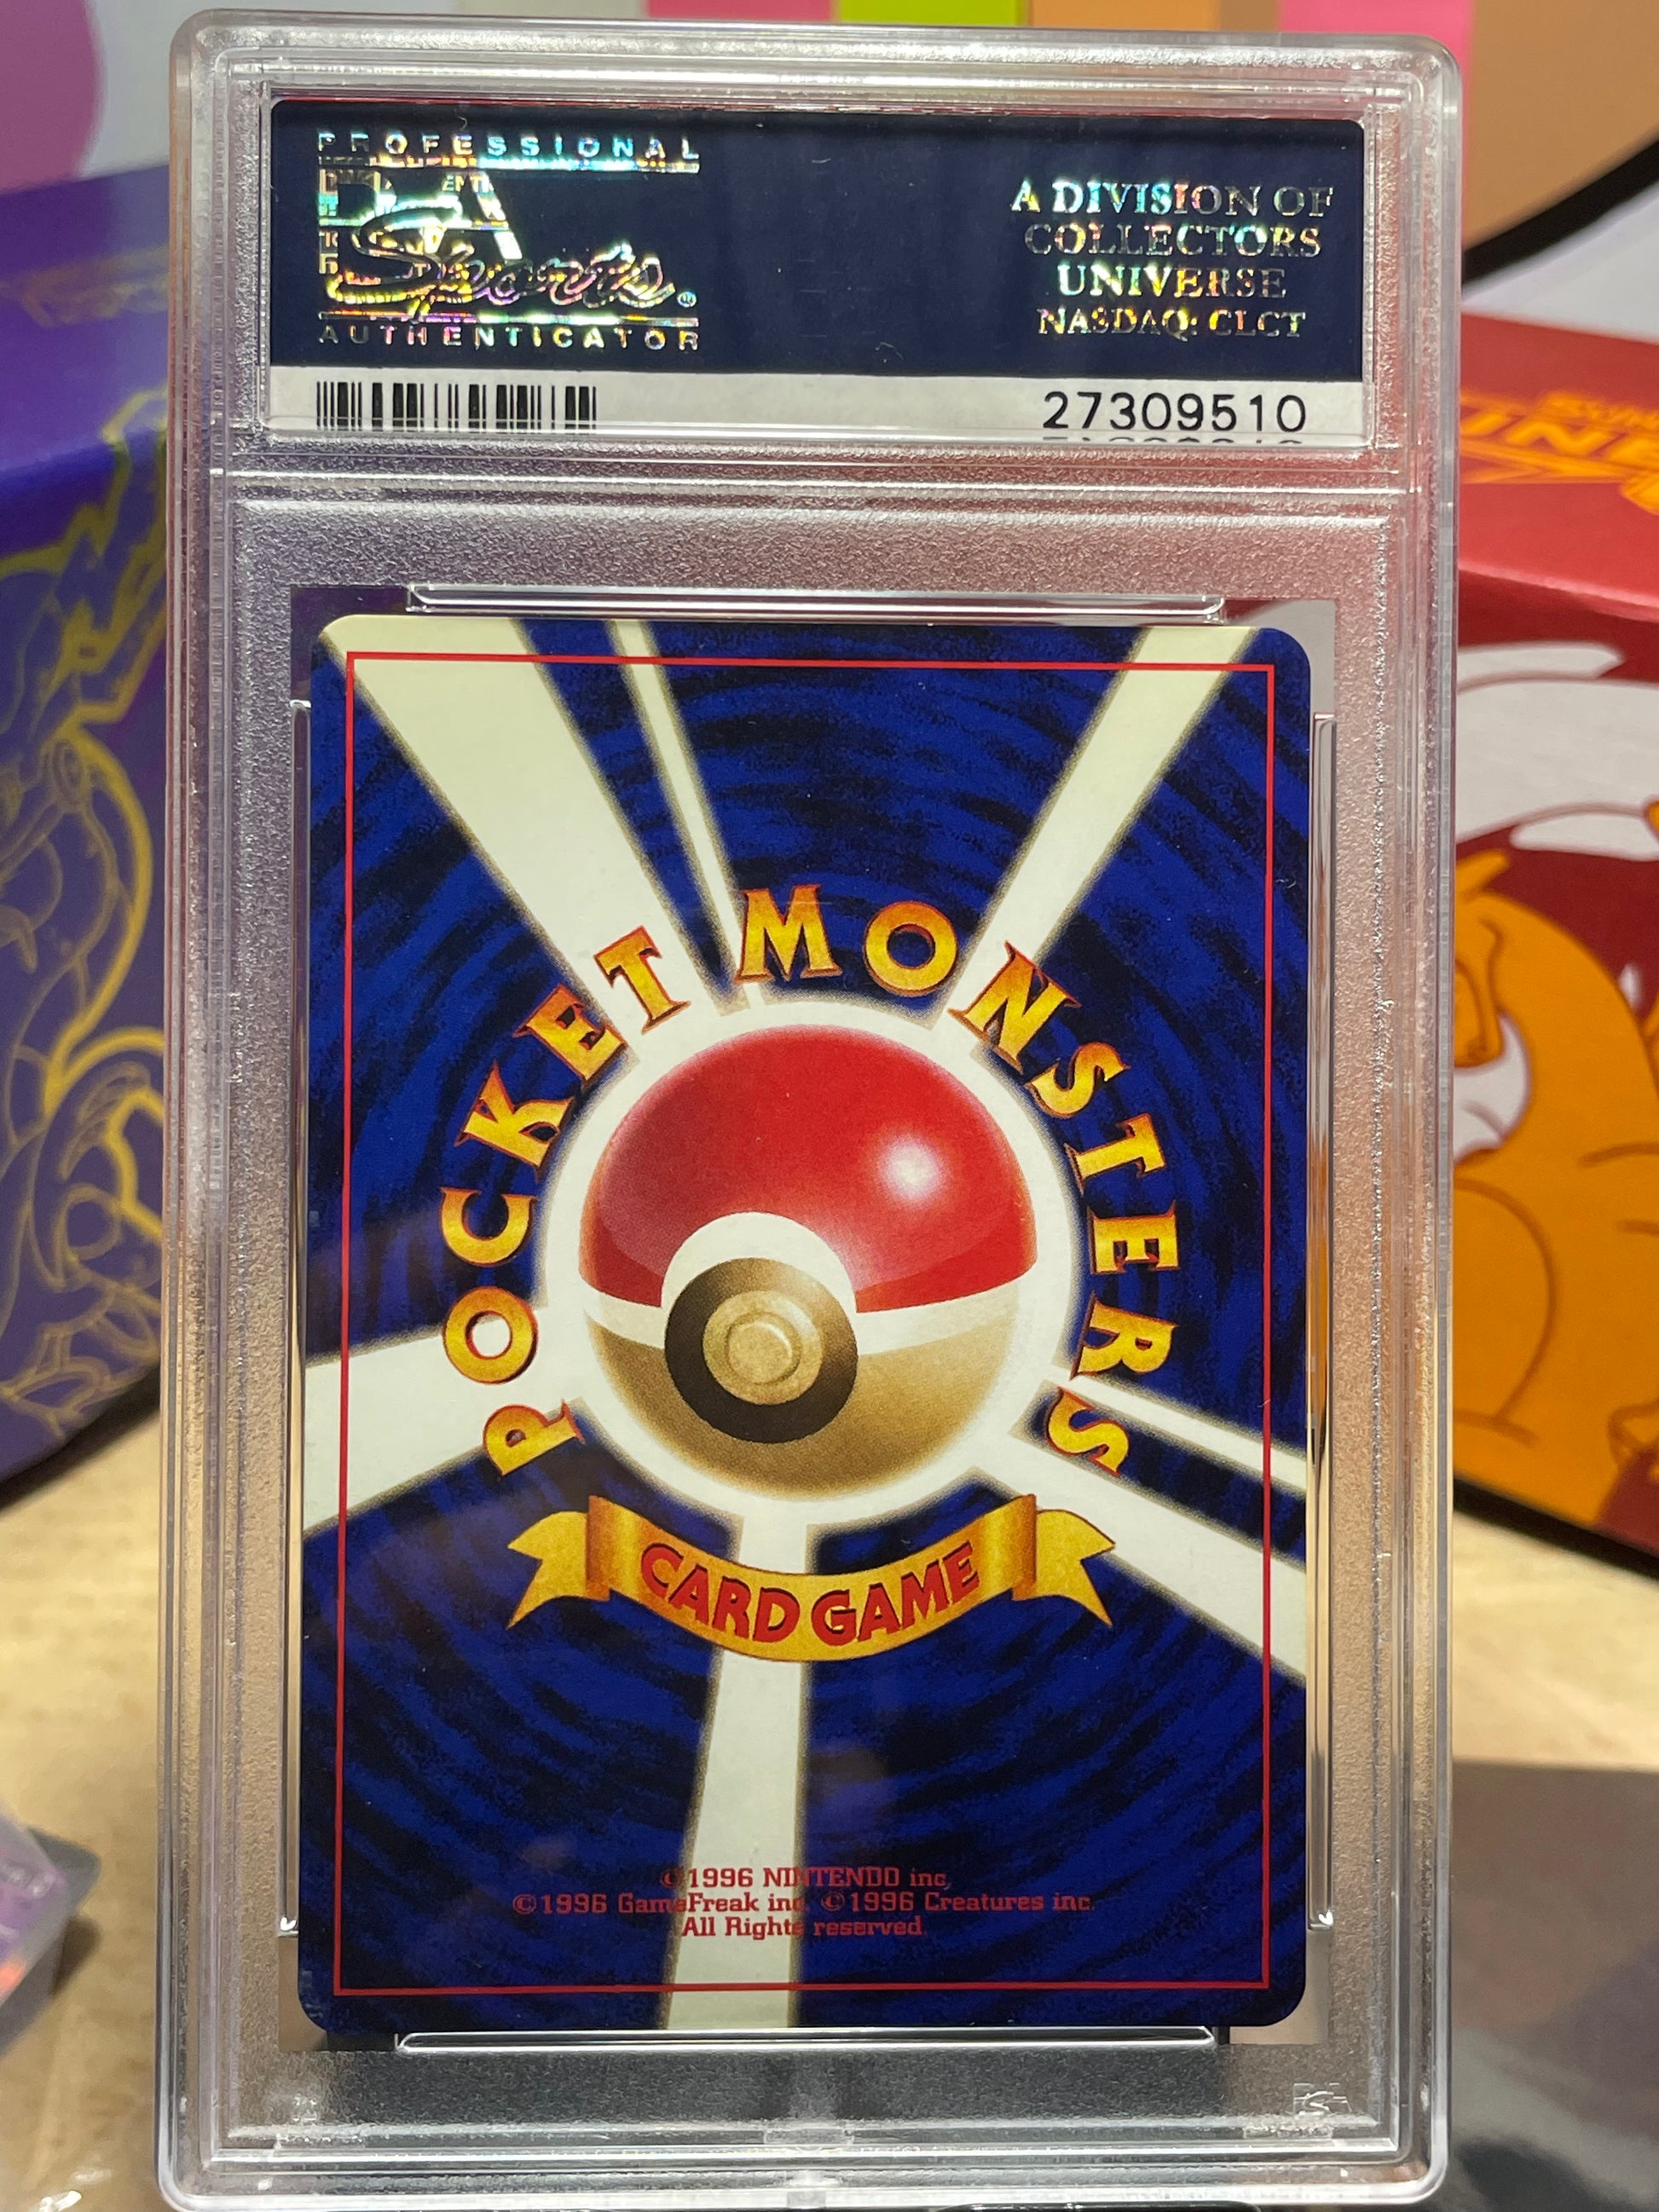 PROFESSIONAL
Sports
AUTHENTICATOR
A DIVISION OF
COLLECTORS
UNIVERSE
NASDAQ: CLCT
27309510
POCKET MONSTERS
CARD GAME
©1996 NINTENDO inc,
©1996 GameFreak inc. ©1996 Creatures inc.
All Rights reserved.